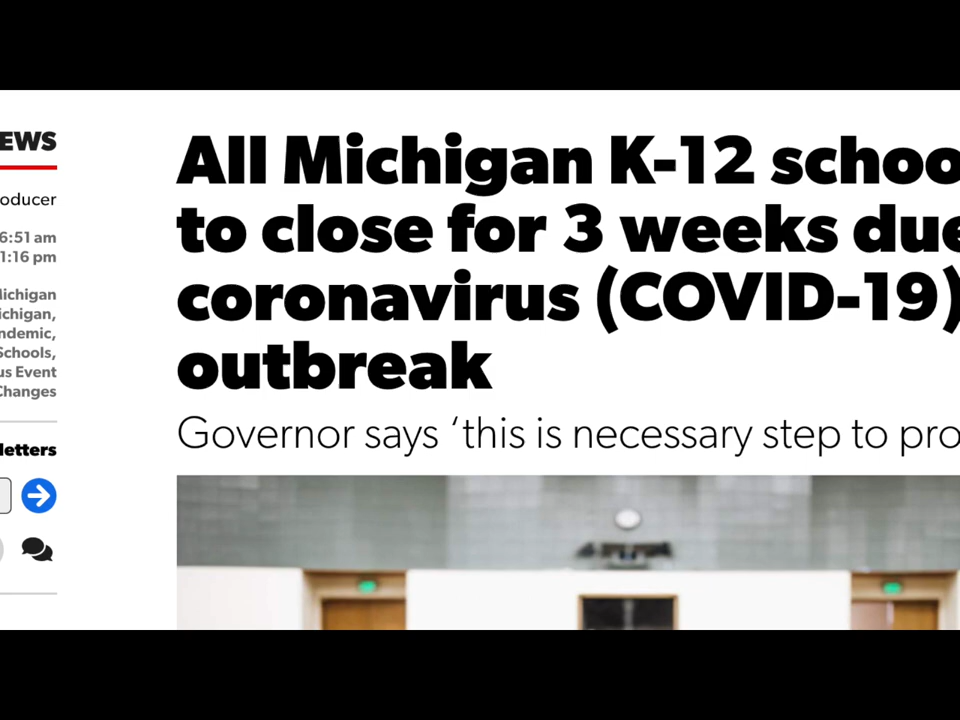 EWS
oducer
6:51 am
1:16 pm
ichigan
ichigan,
ndemic,
Schools,
us Event
Changes
letters
All Michigan K-12 schoo
to close for 3 weeks due
coronavirus (COVID-19)
outbreak
Governor says ‘this is necessary step to pro